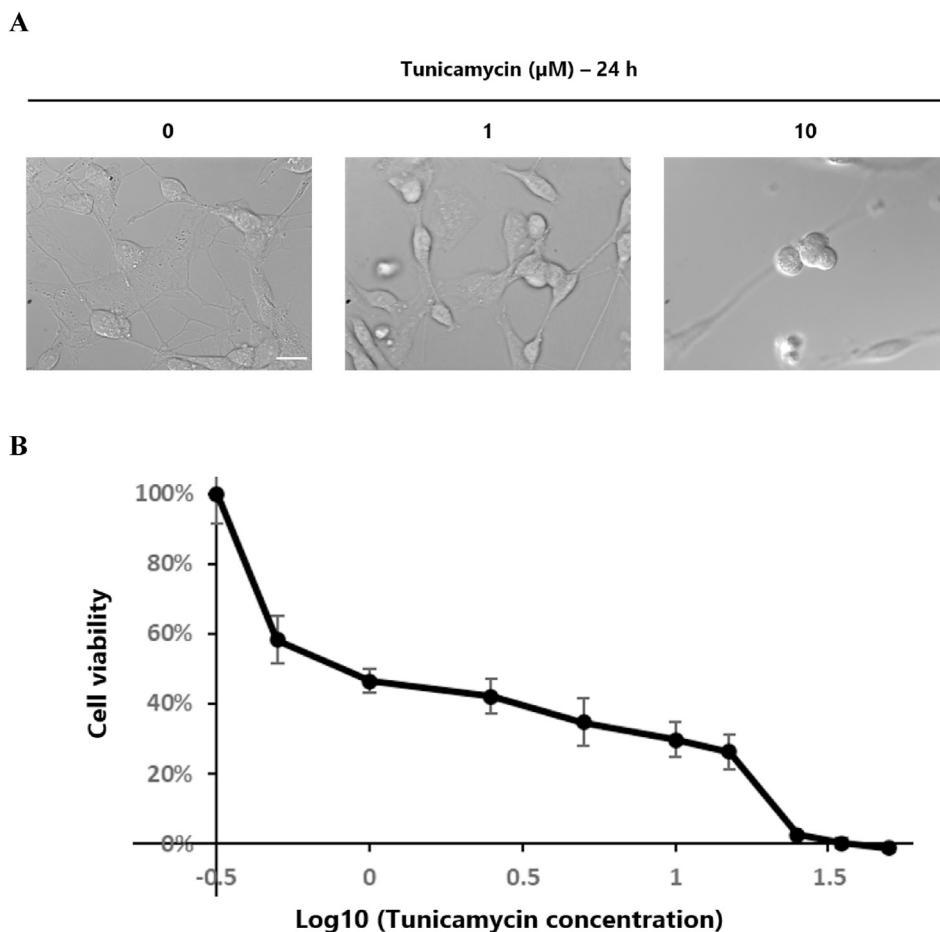 A
Tunicamycin (µM) – 24 h
0 1 10
B
100%
80%
60%
40%
20%
0%
-0.5 0 0.5 1 1.5
Cell viability
Log10 (Tunicamycin concentration)